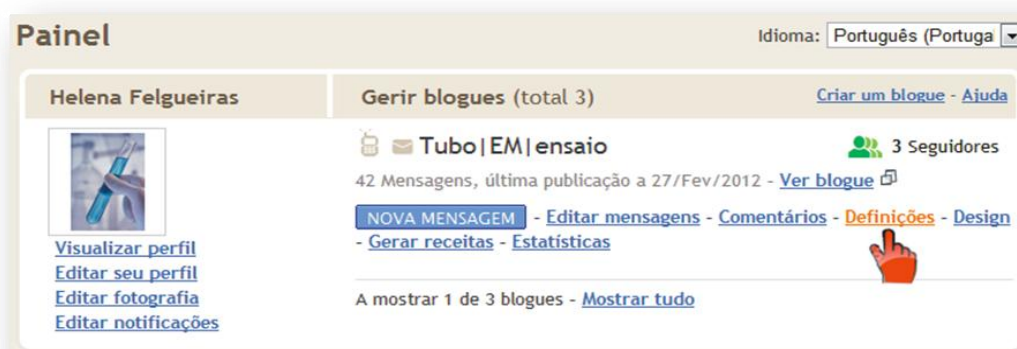 Painel
Idioma: Português (Portugal
Helena Felgueiras
Gerir blogues (total 3)
Criar um blogue - Ajuda
Tubo|EM|ensaio
3 Seguidores
42 Mensagens, última publicação a 27/Fev/2012 - Ver blogue
NOVA MENSAGEM - Editar mensagens - Comentários - Definições - Design
- Gerar receitas - Estatísticas
Visualizar perfil
Editar seu perfil
Editar fotografia
Editar notificações
A mostrar 1 de 3 blogues - Mostrar tudo